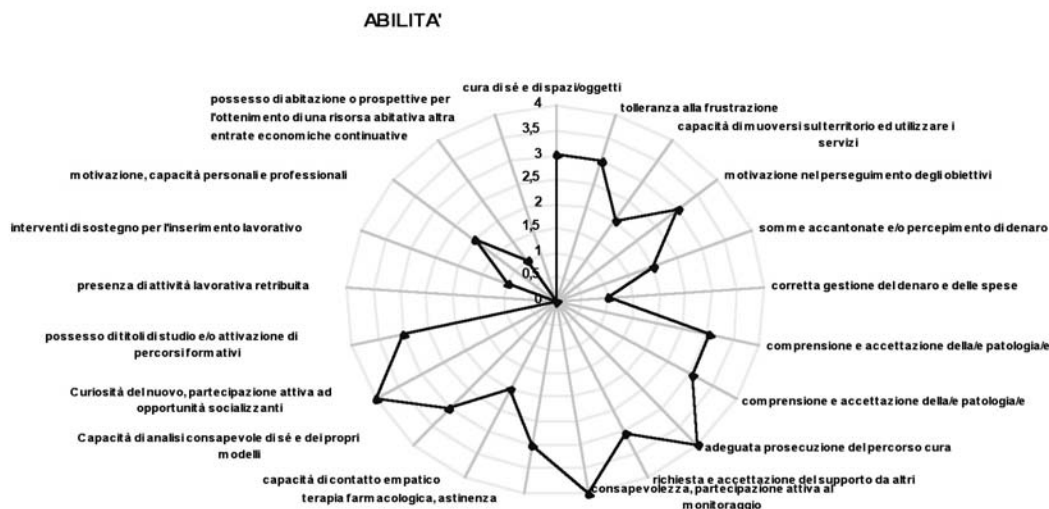 ABILITA'
cura di sé e di spazi/oggetti
tolleranza alla frustrazione
capacità di muoversi sul territorio ed utilizzare i
servizi
motivazione nel perseguimento degli obiettivi
somme accantonate e/o percepimento di denaro
corretta gestione del denaro e delle spese
comprensione e accettazione della/e patologia/e
comprensione e accettazione della/e patologia/e
adeguata prosecuzione del percorso cura
richiesta e accettazione del supporto da altri
consapevolezza, partecipazione attiva al
monitoraggio
terapia farmacologica, astinenza
capacità di contatto empatico
Capacità di analisi consapevole di sé e dei propri
modelli
Curiosità del nuovo, partecipazione attiva ad
opportunità socializzanti
possesso di titoli di studio e/o attivazione di
percorsi formativi
presenza di attività lavorativa retribuita
interventi di sostegno per l'inserimento lavorativo
motivazione, capacità personali e professionali
possesso di abitazione o prospettive per
l'ottenimento di una risorsa abitativa altra
entrate economiche continuative
4
3,5
3
2,5
2
1,5
1
0,5
0